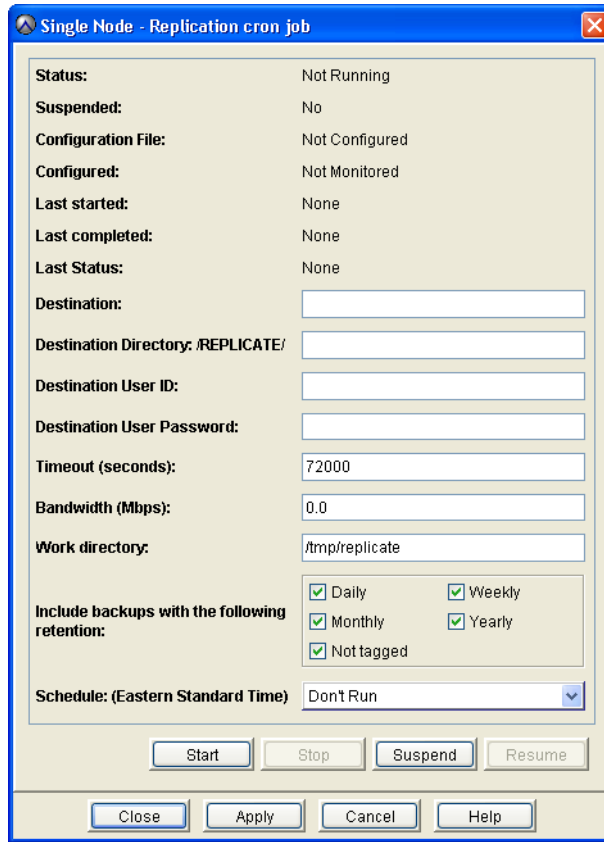 Single Node - Replication cron job
Status: Not Running
Suspended: No
Configuration File: Not Configured
Configured: Not Monitored
Last started: None
Last completed: None
Last Status: None
Destination:
Destination Directory: /REPLICATE/
Destination User ID:
Destination User Password:
Timeout (seconds): 72000
Bandwidth (Mbps): 0.0
Work directory: /tmp/replicate
Include backups with the following
retention:
Daily Weekly
Monthly Yearly
Not tagged
Schedule: (Eastern Standard Time) Don't Run
Start Stop Suspend Resume
Close Apply Cancel Help